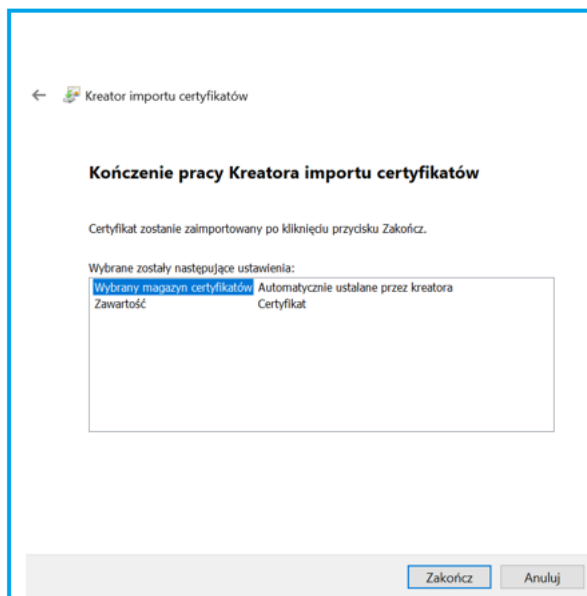 Kreator importu certyfikatów
Kończenie pracy Kreatora importu certyfikatów
Certyfikat zostanie zaimportowany po kliknięciu przycisku Zakończ.
Wybrane zostały następujące ustawienia:
Wybrany magazyn certyfikatów Automatycznie ustalane przez kreatora
Zawartość Certyfikat
Zakończ Anuluj